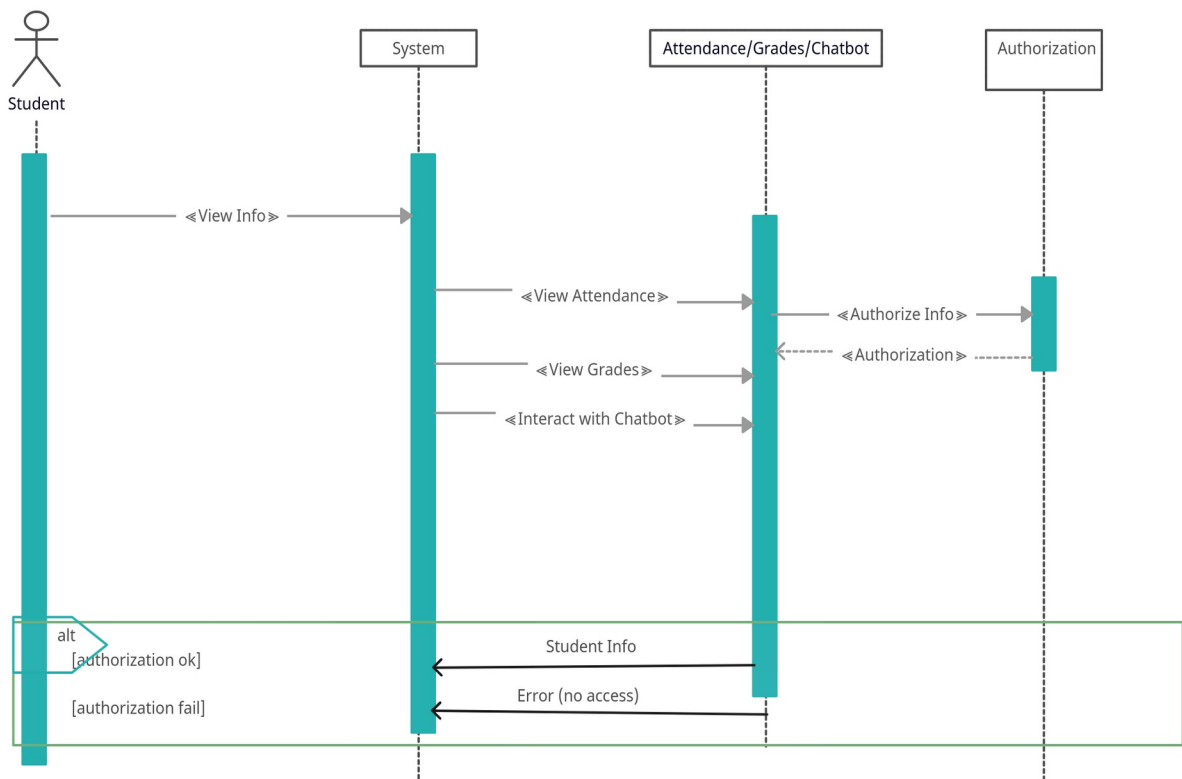 Student
System
Attendance/Grades/Chatbot
Authorization
≪View Info≫
≪View Attendance≫
≪Authorize Info≫
≪Authorization≫
≪View Grades≫
≪Interact with Chatbot≫
alt
[authorization ok]
Student Info
[authorization fail]
Error (no access)